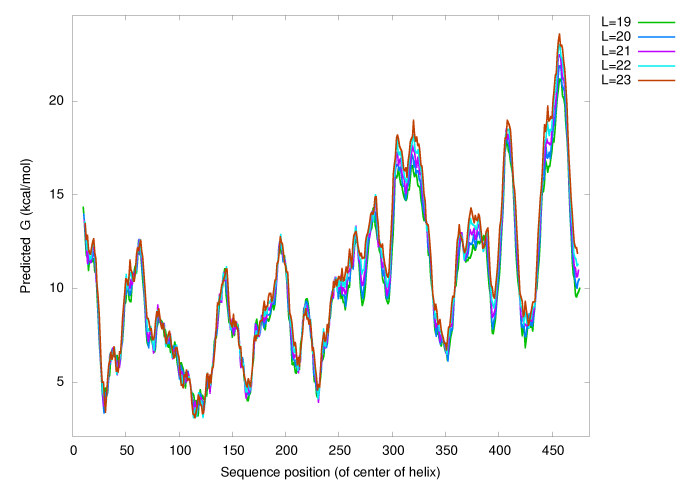 L=19
L=20
L=21
L=22
L=23
Predicted G (kcal/mol)
20
15
10
5
0 50 100 150 200 250 300 350 400 450
Sequence position (of center of helix)